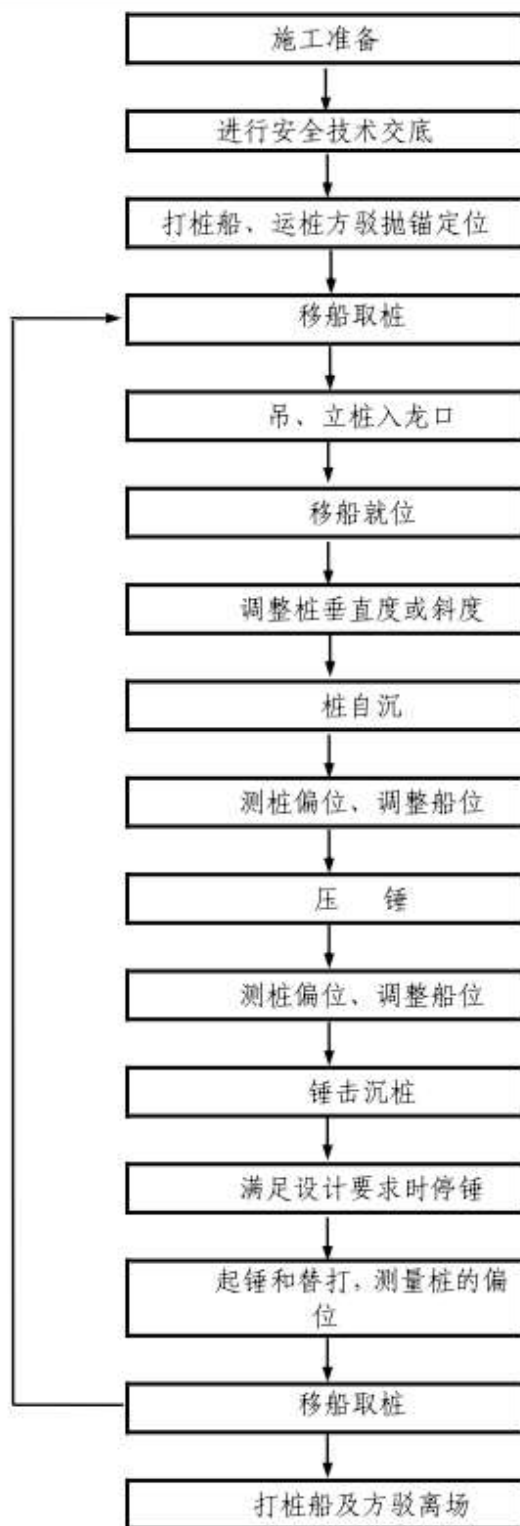 施工准备
进行安全技术交底
打桩船、运桩方驳抛锚定位
移船取桩
吊、立桩入龙口
移船就位
调整桩垂直度或斜度
桩自沉
测桩偏位、调整船位
压 锤
测桩偏位、调整船位
锤击沉桩
满足设计要求时停锤
起锤和替打，测量桩的偏
位
移船取桩
打桩船及方驳离场